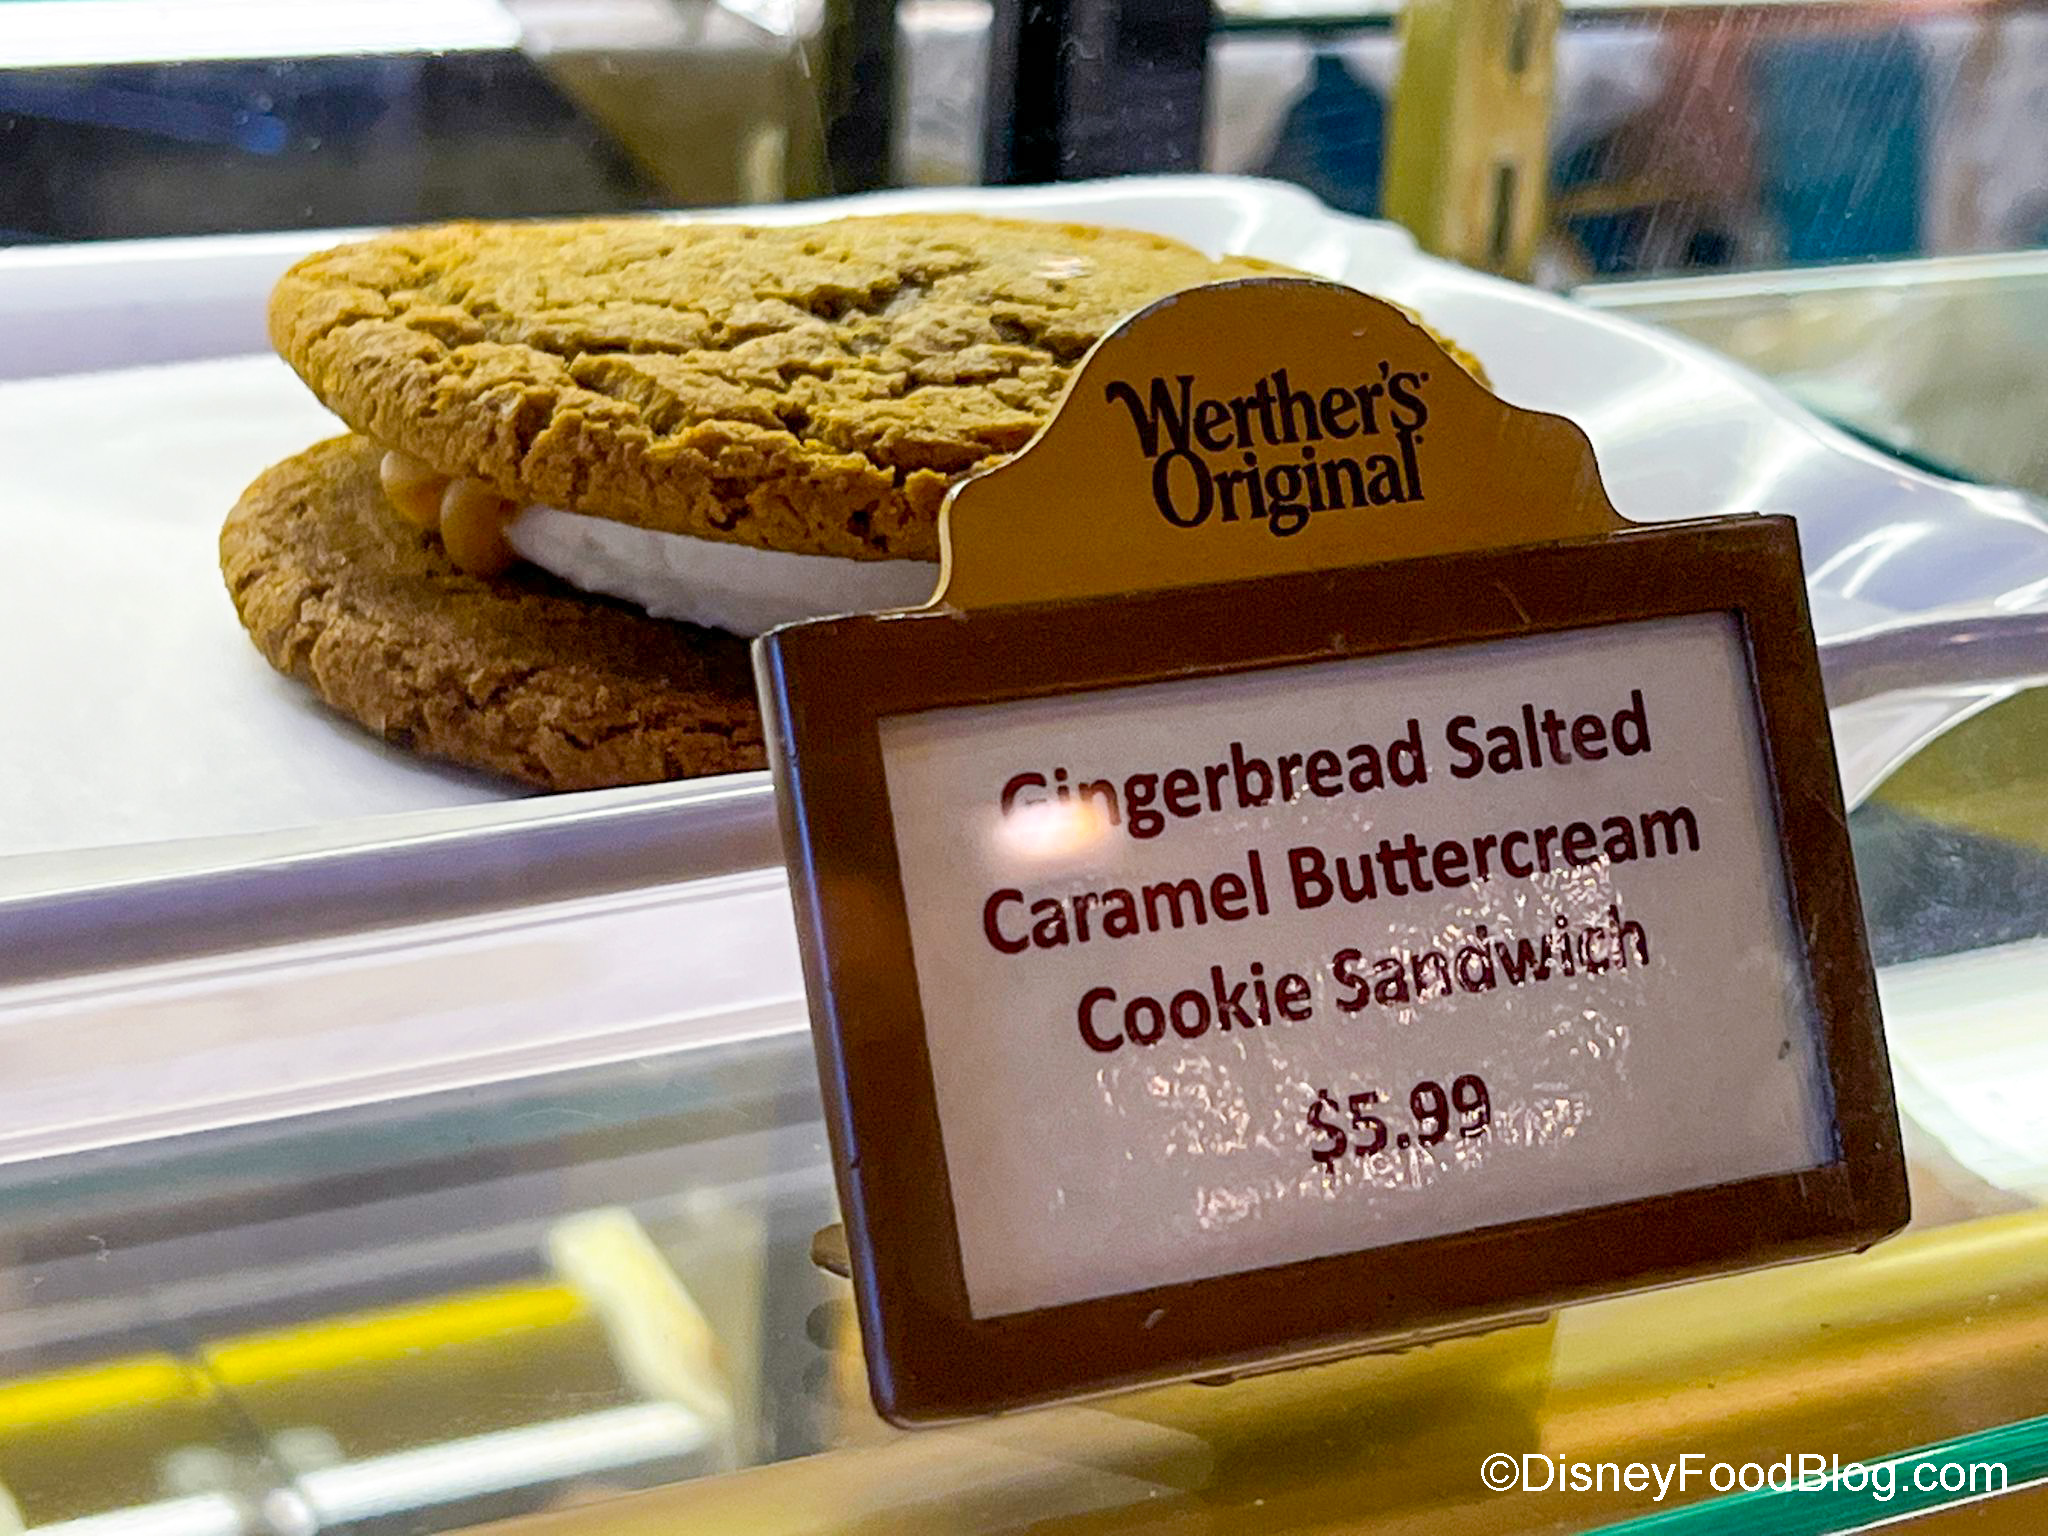 Werther's
Original
Gingerbread Salted
Caramel Buttercream
Cookie Sandwich
$5.99
©DisneyFoodBlog.com